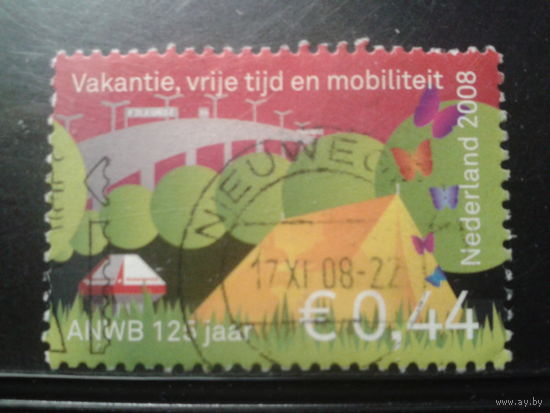 Vakantie, vrije tijd en mobiliteit
Nederland 2008
NIEUWEG
17 XI 08-22
ANWB 125 jaar
€ 0,44
www.ay.by